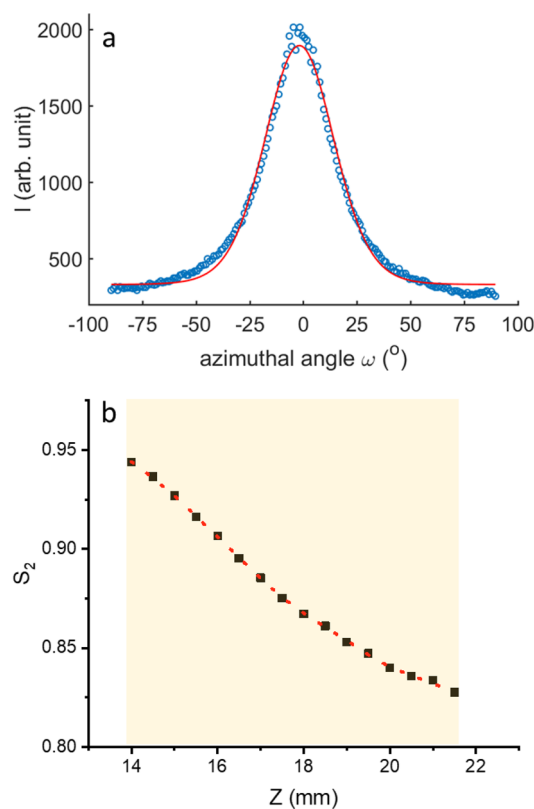 a
2000
1500
1000
500
I (arb. unit)
-100 -75 -50 -25 0 25 50 75 100
azimuthal angle ω (°)
b
0.95
0.90
0.85
0.80
S₂
14 16 18 20 22
Z (mm)